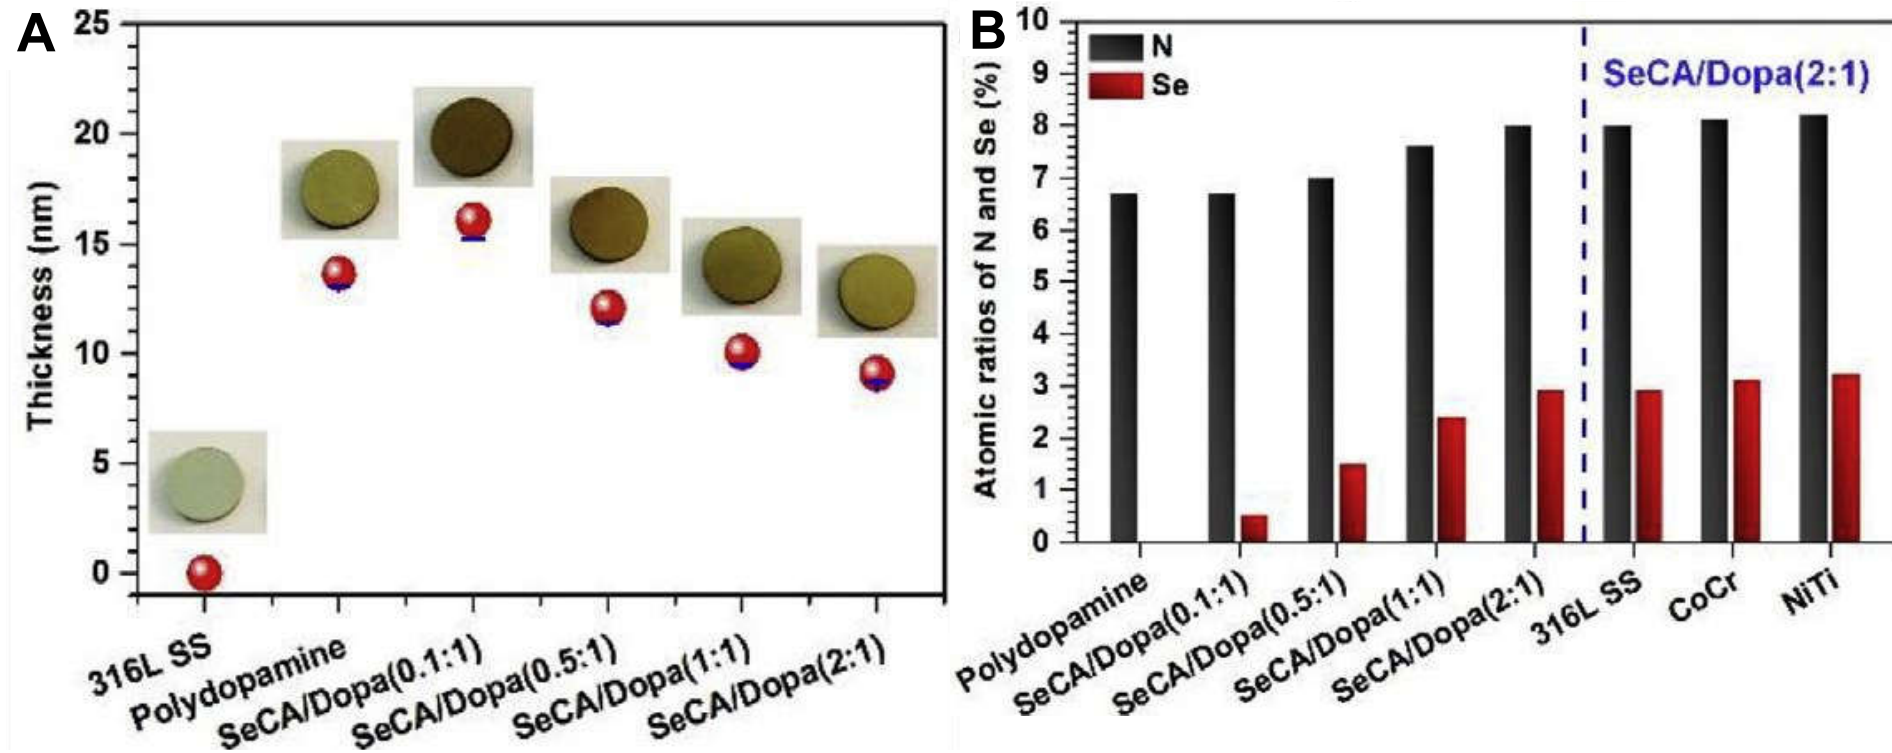 A
25
20
15
10
5
0
Thickness (nm)
316L SS
Polydopamine
SeCA/Dopa(0.1:1)
SeCA/Dopa(0.5:1)
SeCA/Dopa(1:1)
SeCA/Dopa(2:1)
B
10
9
8
7
6
5
4
3
2
1
0
Atomic ratios of N and Se (%)
N
Se
SeCA/Dopa(2:1)
Polydopamine
SeCA/Dopa(0.1:1)
SeCA/Dopa(0.5:1)
SeCA/Dopa(1:1)
SeCA/Dopa(2:1)
316L SS
CoCr
NiTi